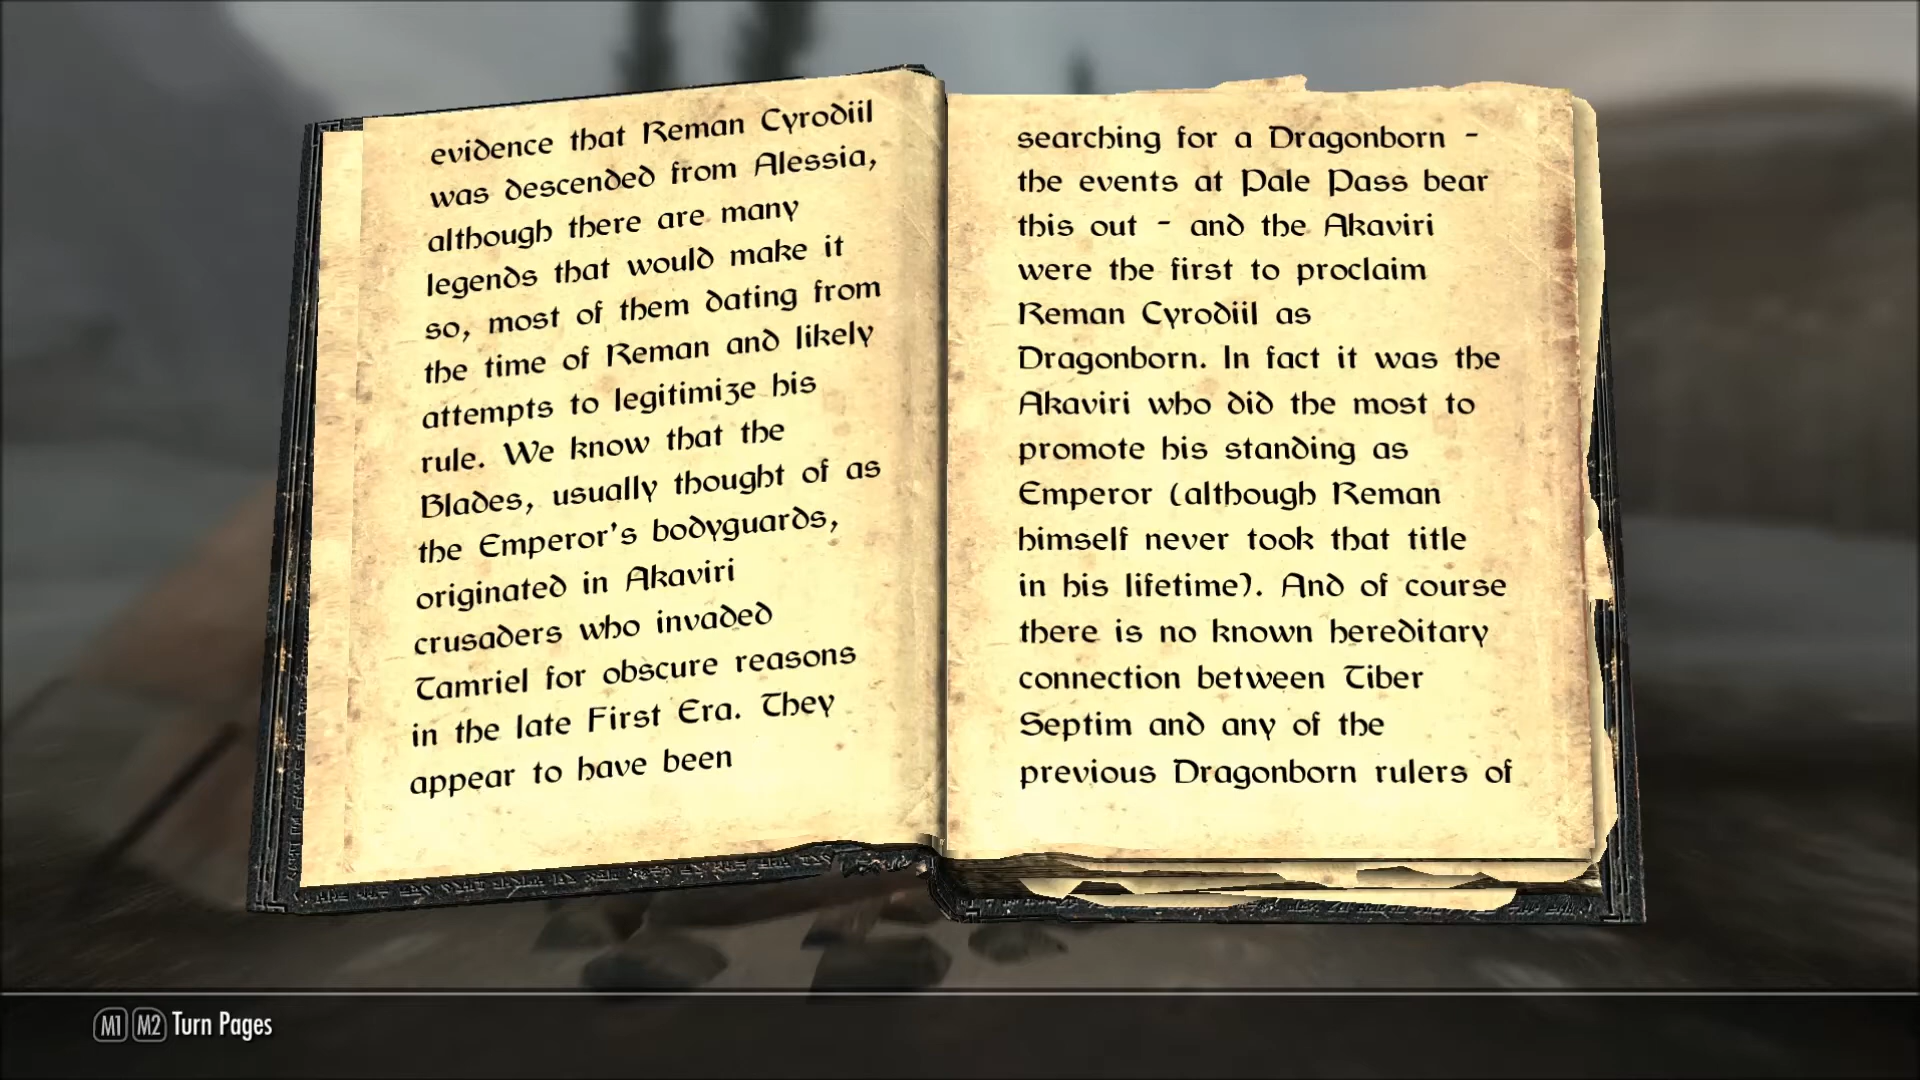 evidence that Reman Cyrodiil
was descended from Alessia,
although there are many
legends that would make it
so, most of them dating from
the time of Reman and likely
attempts to legitimize his
rule. We know that the
Blades, usually thought of as
the Emperor's bodyguards,
originated in Akaviri
crusaders who invaded
Tamriel for obscure reasons
in the late First Era. They
appear to have been
searching for a Dragonborn -
the events at Pale Pass bear
this out - and the Akaviri
were the first to proclaim
Reman Cyrodiil as
Dragonborn. In fact it was the
Akaviri who did the most to
promote his standing as
Emperor (although Reman
himself never took that title
in his lifetime). And of course
there is no known hereditary
connection between Tiber
Septim and any of the
previous Dragonborn rulers of
M1 M2 Turn Pages